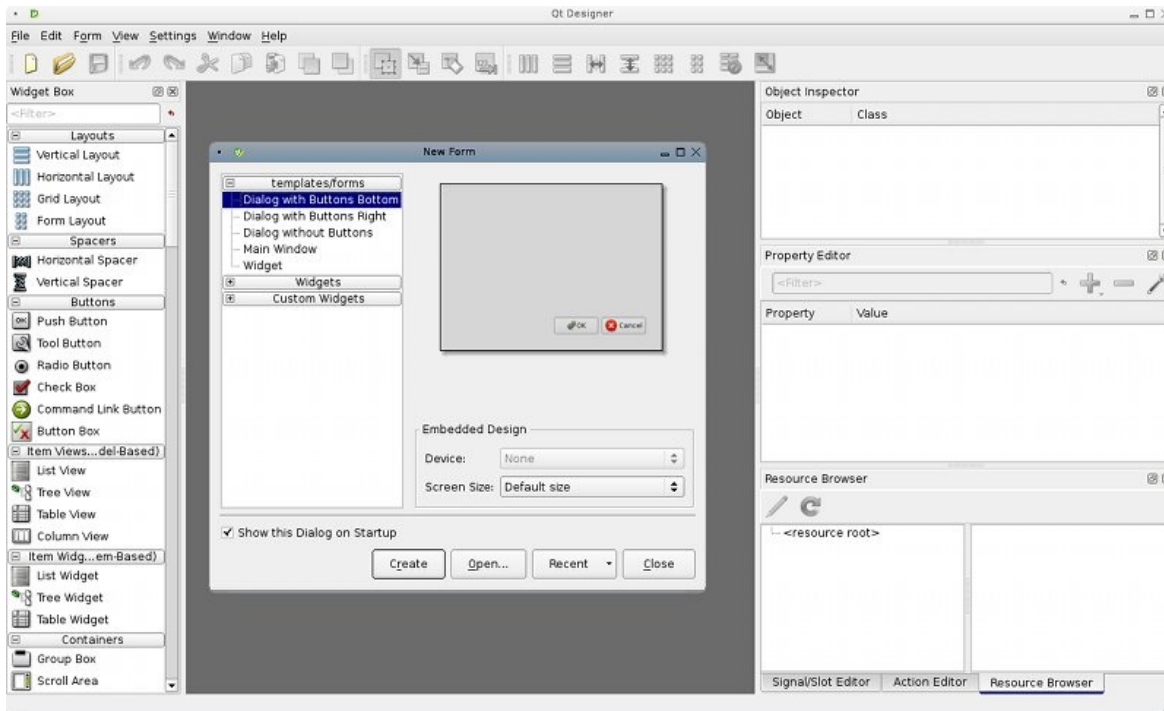 Qt Designer
File Edit Form View Settings Window Help
Widget Box
<Filter>
Layouts
Vertical Layout
Horizontal Layout
Grid Layout
Form Layout
Spacers
Horizontal Spacer
Vertical Spacer
Buttons
Push Button
Tool Button
Radio Button
Check Box
Command Link Button
Button Box
Item Views...del-Based)
List View
Tree View
Table View
Column View
Item Widg...em-Based)
List Widget
Tree Widget
Table Widget
Containers
Group Box
Scroll Area
New Form
templates/forms
Dialog with Buttons Bottom
Dialog with Buttons Right
Dialog without Buttons
Main Window
Widget
Widgets
Custom Widgets
OK Cancel
Embedded Design
Device: None
Screen Size: Default size
Show this Dialog on Startup
Create Open... Recent Close
Object Inspector
Object Class
Property Editor
<Filter>
Property Value
Resource Browser
<resource root>
Signal/Slot Editor Action Editor Resource Browser